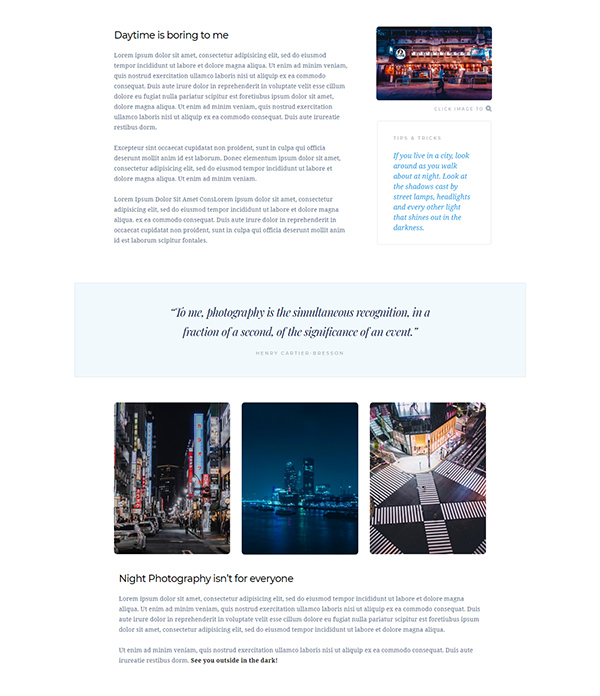 Daytime is boring to me
Lorem ipsum dolor sit amet, consectetur adipisicing elit, sed do eiusmod
tempor incididunt ut labore et dolore magna aliqua. Ut enim ad minim veniam,
quis nostrud exercitation ullamco laboris nisi ut aliquip ex ea commodo
consequat. Duis aute irure dolor in reprehenderit in voluptate velit esse cillum
dolore eu fugiat nulla pariatur scipitur est foretiubus ipsum dolor sit amet,
dolore magna aliqua. Ut enim ad minim veniam, quis nostrud exercitation
ullamco laboris nisi ut aliquip ex ea commodo consequat. Duis aute irureatie
restibus dorm.
Excepteur sint occaecat cupidatat non proident, sunt in culpa qui officia
deserunt mollit anim id est laborum. Donec elementum ipsum dolor sit amet,
consectetur adipisicing elit, sed do eiusmod tempor incididunt ut labore et
dolore magna aliqua. Ut enim ad minim veniam.
Lorem Ipsum Dolor Sit Amet ConsLorem ipsum dolor sit amet, consectetur
adipisicing elit, sed do eiusmod tempor incididunt ut labore et dolore magna
aliqua. ex ea commodo consequat. Duis aute irure dolor in reprehenderit in
occaecat cupidatat non proident, sunt in culpa qui officia deserunt mollit anim
id est laborum scipitur fontales.
CLICK IMAGE TO
TIPS & TRICKS
If you live in a city, look
around as you walk
about at night. Look at
the shadows cast by
street lamps, headlights
and every other light
that shines out in the
darkness.
“To me, photography is the simultaneous recognition, in a
fraction of a second, of the significance of an event.”
HENRY CARTIER-BRESSON
Night Photography isn’t for everyone
Lorem ipsum dolor sit amet, consectetur adipisicing elit, sed do eiusmod tempor incididunt ut labore et dolore magna
aliqua. Ut enim ad minim veniam, quis nostrud exercitation ullamco laboris nisi ut aliquip ex ea commodo consequat. Duis
aute irure dolor in reprehenderit in voluptate velit esse cillum dolore eu fugiat nulla pariatur scipitur est foretiubus ipsum
dolor sit amet, consectetur adipisicing elit, sed do eiusmod tempor incididunt ut labore et dolore magna aliqua.
Ut enim ad minim veniam, quis nostrud exercitation ullamco laboris nisi ut aliquip ex ea commodo consequat. Duis aute
irureatie restibus dorm. See you outside in the dark!